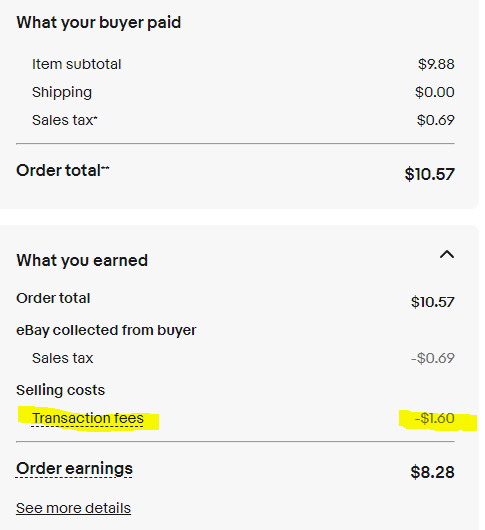 What your buyer paid
Item subtotal $9.88
Shipping $0.00
Sales tax* $0.69
Order total** $10.57
What you earned
Order total $10.57
eBay collected from buyer
Sales tax -$0.69
Selling costs
Transaction fees -$1.60
Order earnings $8.28
See more details